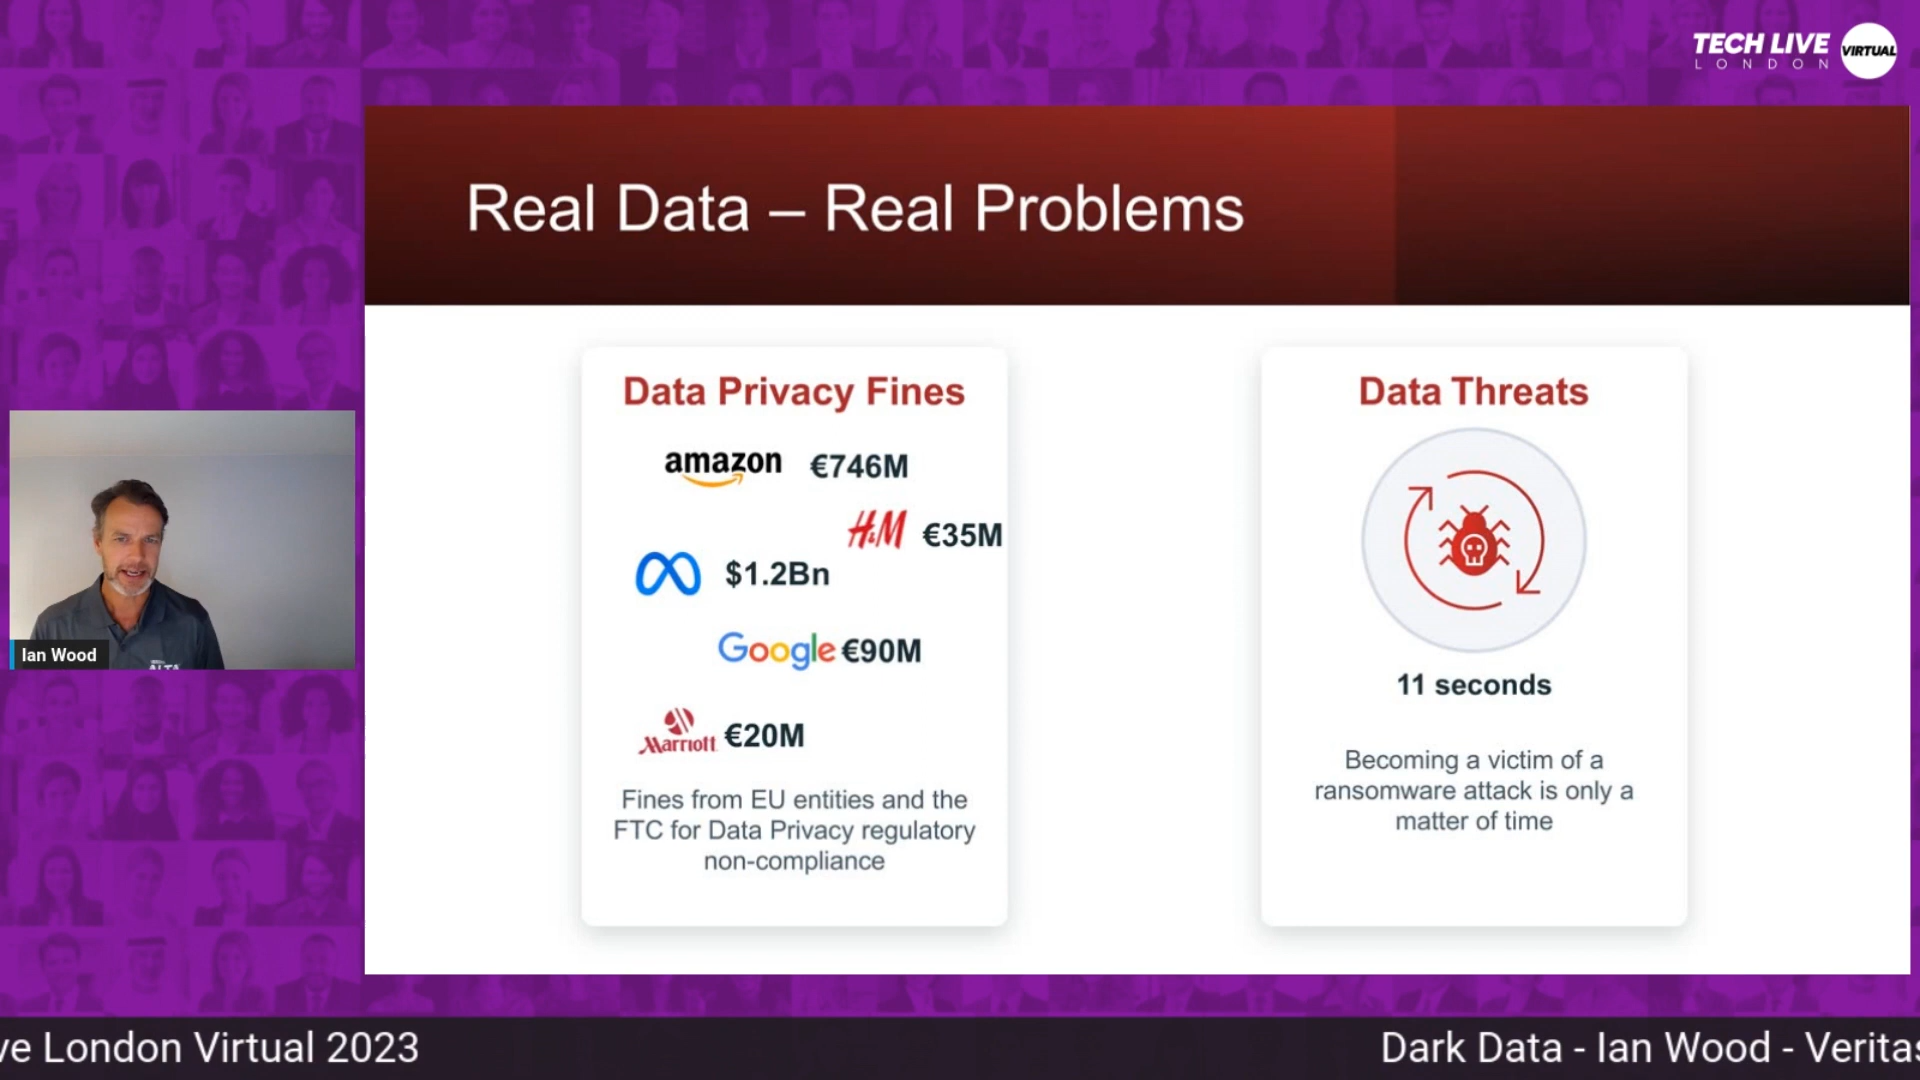 TECH LIVE
LONDON
VIRTUAL
Real Data – Real Problems
Data Privacy Fines
amazon €746M
H&M €35M
$1.2Bn
Google €90M
Marriott €20M
Fines from EU entities and the
FTC for Data Privacy regulatory
non-compliance
Data Threats
11 seconds
Becoming a victim of a
ransomware attack is only a
matter of time
Ian Wood
ve London Virtual 2023
Dark Data - Ian Wood - Veritas